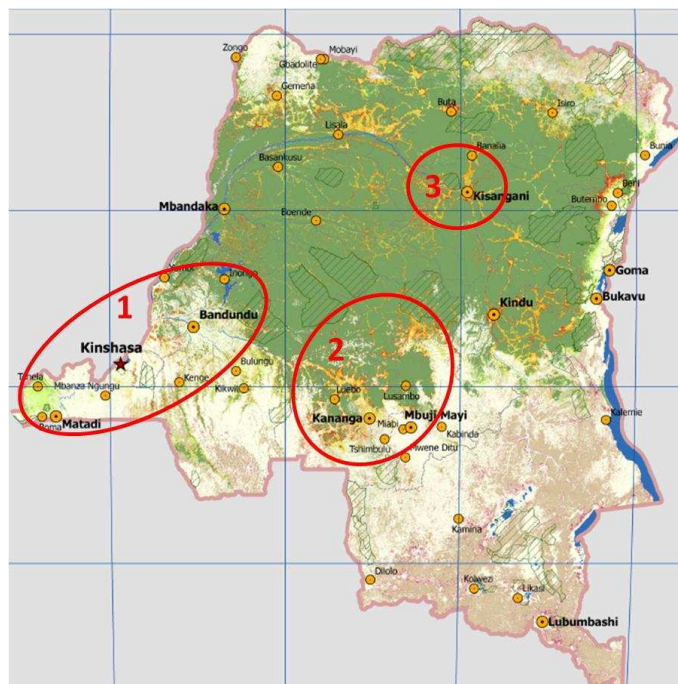 Zongo
Mobayi
Gbadolite
Gemena
Buta
Isiro
Lisala
Banalia
Bunia
Basankusu
3
Kisangani
Beni
Mbandaka
Butembo
Boende
Goma
Yumbi
Inongo
Bukavu
1
Bandundu
Kindu
Kinshasa
2
Bulungu
Tshela
Kenge
Kikwit
Mbanza Ngungu
Luebo
Lusambo
Boma
Matadi
Kananga
Mbuji Mayi
Kalemie
Miabi
Kabinda
Tshimbulu
Mwene Ditu
Kamina
Dilolo
Kolwezi
Likasi
Lubumbashi